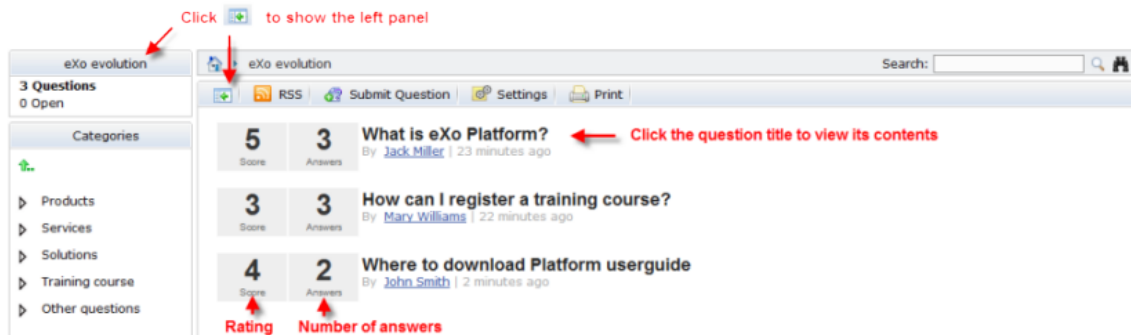 Click to show the left panel
eXo evolution
3 Questions
0 Open
Categories
Products
Services
Solutions
Training course
Other questions
eXo evolution
Search:
RSS Submit Question Settings Print
5 3 What is eXo Platform?
Score Answers By Jack Miller | 23 minutes ago
Click the question title to view its contents
3 3 How can I register a training course?
Score Answers By Mary Williams | 22 minutes ago
4 2 Where to download Platform userguide
Score Answers By John Smith | 2 minutes ago
Rating Number of answers